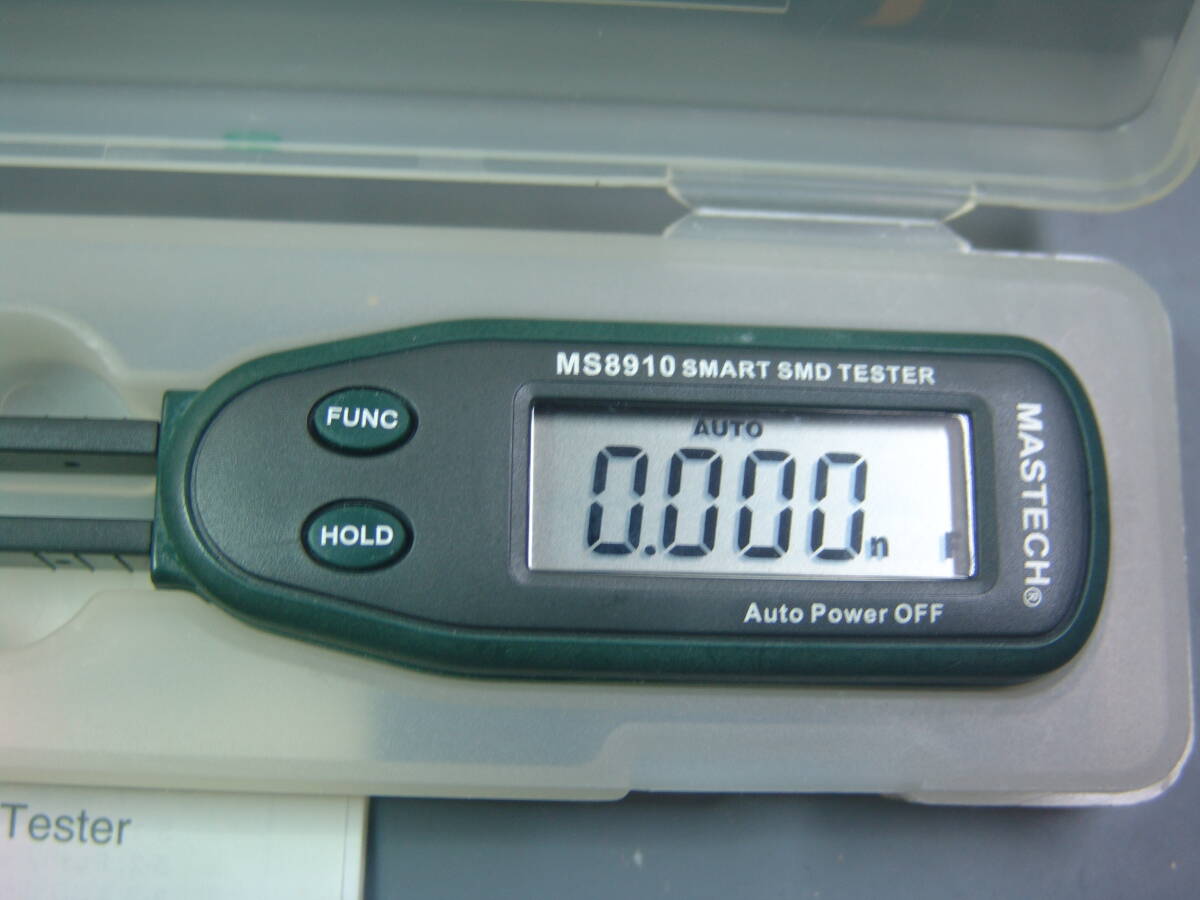 MS8910 SMART SMD TESTER
FUNC
HOLD
AUTO
0.000n F
MASTECH®
Auto Power OFF
Tester